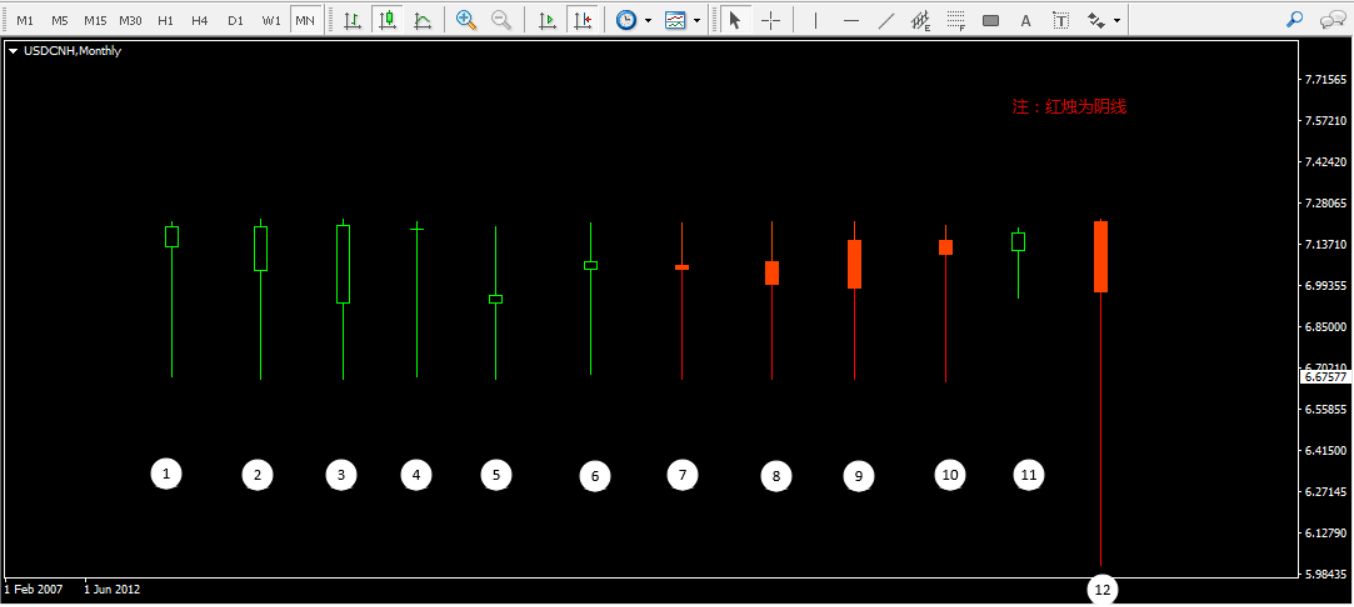 M1 M5 M15 M30 H1 H4 D1 W1 MN E F A T
USDCNH,Monthly
7.71565
注：红烛为阴线
7.57210
7.42420
7.28065
7.13710
6.99355
6.85000
6.70210
6.67577
6.55855
6.41500
1 2 3 4 5 6 7 8 9 10 11
6.27145
6.12790
5.98435
1 Feb 2007 1 Jun 2012 12